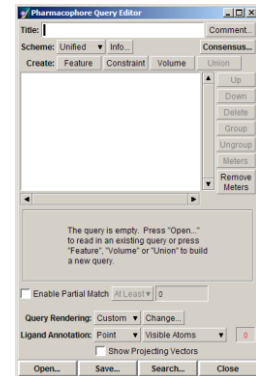 Pharmacophore Query Editor
Title: Comment...
Scheme: Unified Info... Consensus...
Create: Feature Constraint Volume Union
Up
Down
Delete
Group
Ungroup
Meters
Remove
Meters
The query is empty. Press "Open..."
to read in an existing query or press
"Feature", "Volume" or "Union" to build
a new query.
Enable Partial Match At Least 0
Query Rendering: Custom Change...
Ligand Annotation: Point Visible Atoms 0
Show Projecting Vectors
Open... Save... Search... Close